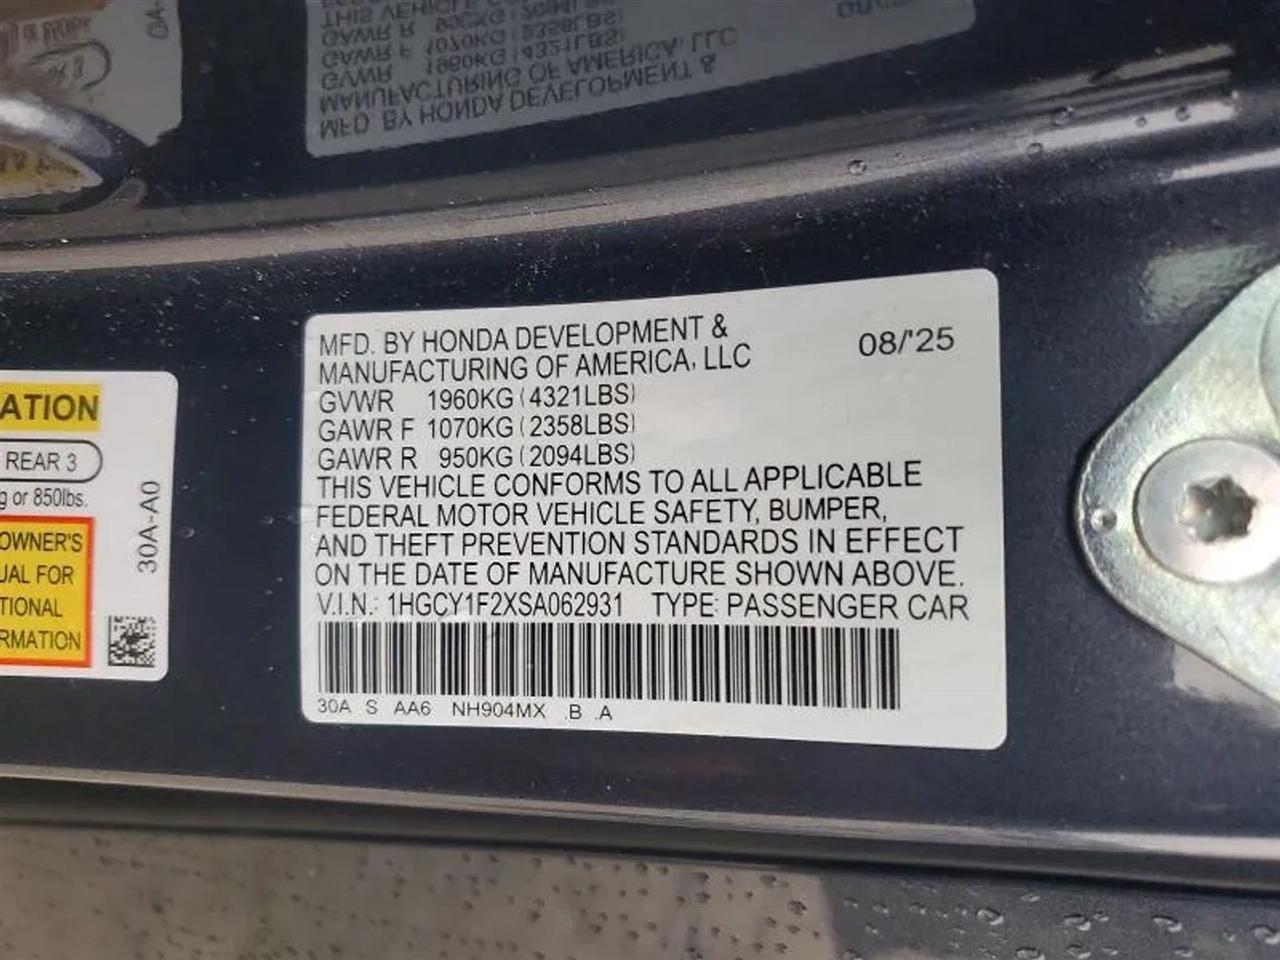 MFD. BY HONDA DEVELOPMENT &
MANUFACTURING OF AMERICA, LLC
08/'25
GVWR 1960KG (4321LBS)
GAWR F 1070KG (2358LBS)
GAWR R 950KG (2094LBS)
THIS VEHICLE CONFORMS TO ALL APPLICABLE
FEDERAL MOTOR VEHICLE SAFETY, BUMPER,
AND THEFT PREVENTION STANDARDS IN EFFECT
ON THE DATE OF MANUFACTURE SHOWN ABOVE.
V.I.N.: 1HGCY1F2XSA062931 TYPE: PASSENGER CAR
30A S AA6 NH904MX .B .A
ATION
REAR 3
g or 850lbs.
OWNER'S
UAL FOR
TIONAL
RMATION
30A-A0